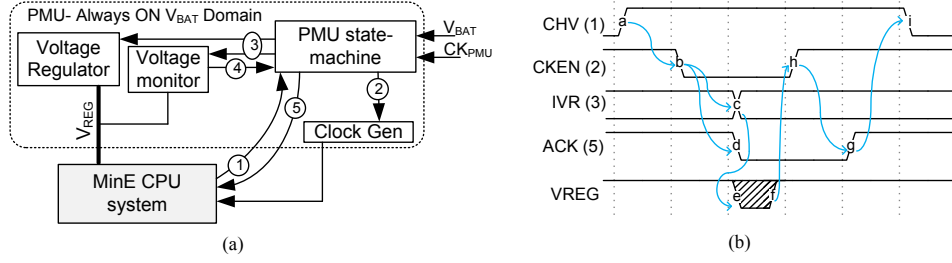 PMU- Always ON VBAT Domain
Voltage
Regulator
Voltage
monitor
3
4
PMU state-
machine
VBAT
CKPMU
2
5
1
Clock Gen
VREG
MinE CPU
system
(a)
CHV (1)
a
i
CKEN (2)
b
h
IVR (3)
c
ACK (5)
d
g
VREG
e
f
(b)